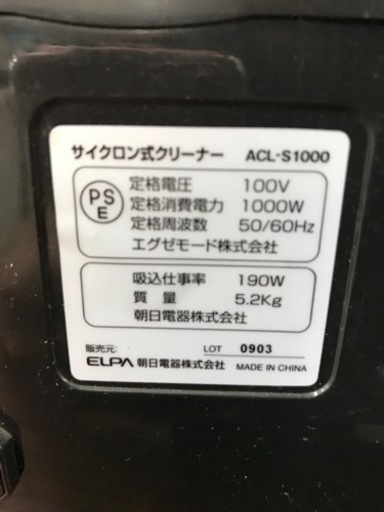 サイクロン式クリーナー ACL-S1000
PS E 定格電圧 100V
定格消費電力 1000W
定格周波数 50/60Hz
エグゼモード株式会社
吸込仕事率 190W
質量 5.2Kg
朝日電器株式会社
販売元: LOT 0903
ELPA 朝日電器株式会社 MADE IN CHINA